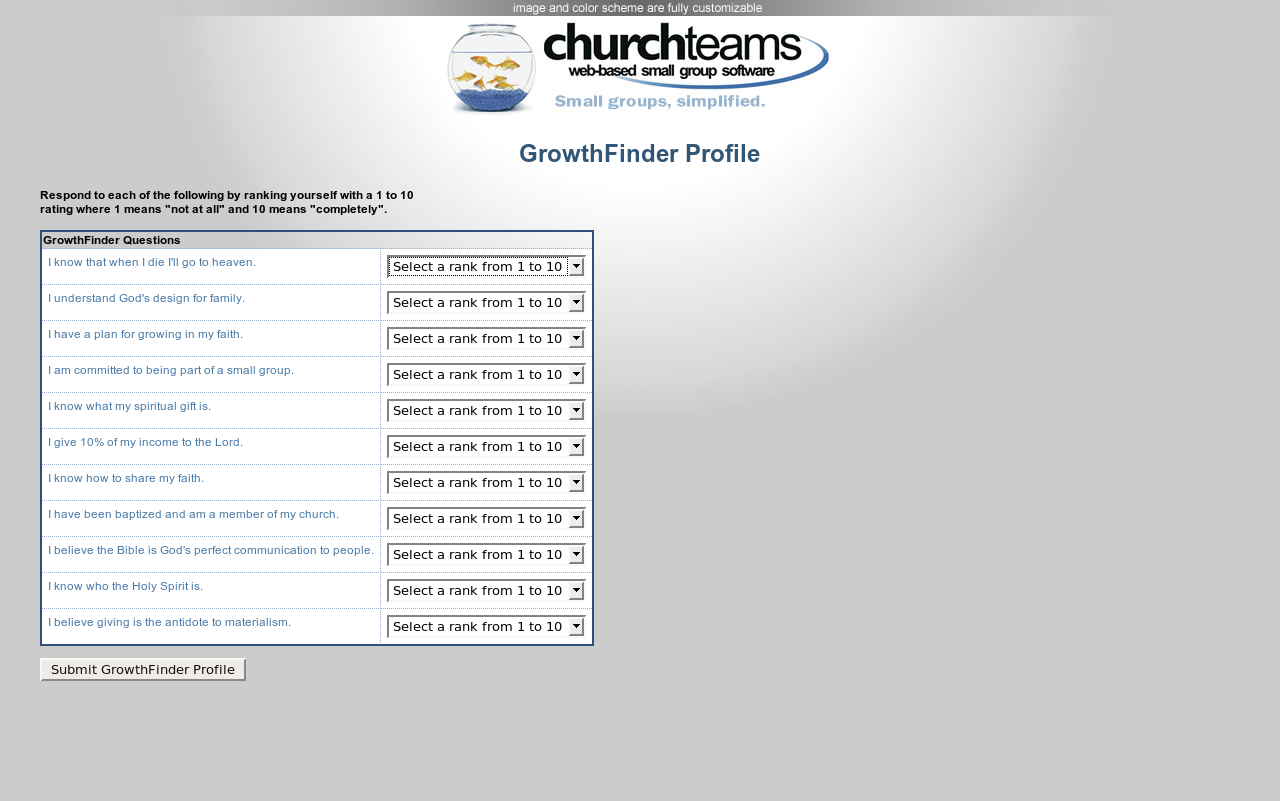 image and color scheme are fully customizable
churchteams
web-based small group software
Small groups, simplified.
GrowthFinder Profile
Respond to each of the following by ranking yourself with a 1 to 10
rating where 1 means "not at all" and 10 means "completely".
GrowthFinder Questions
I know that when I die I'll go to heaven. Select a rank from 1 to 10
I understand God's design for family. Select a rank from 1 to 10
I have a plan for growing in my faith. Select a rank from 1 to 10
I am committed to being part of a small group. Select a rank from 1 to 10
I know what my spiritual gift is. Select a rank from 1 to 10
I give 10% of my income to the Lord. Select a rank from 1 to 10
I know how to share my faith. Select a rank from 1 to 10
I have been baptized and am a member of my church. Select a rank from 1 to 10
I believe the Bible is God's perfect communication to people. Select a rank from 1 to 10
I know who the Holy Spirit is. Select a rank from 1 to 10
I believe giving is the antidote to materialism. Select a rank from 1 to 10
Submit GrowthFinder Profile